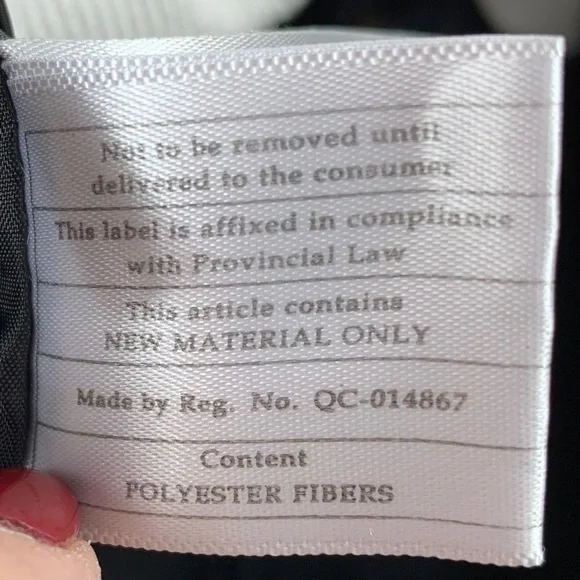 Not to be removed until
delivered to the consumer
This label is affixed in compliance
with Provincial Law
This article contains
NEW MATERIAL ONLY
Made by Reg. No. QC-014867
Content
POLYESTER FIBERS